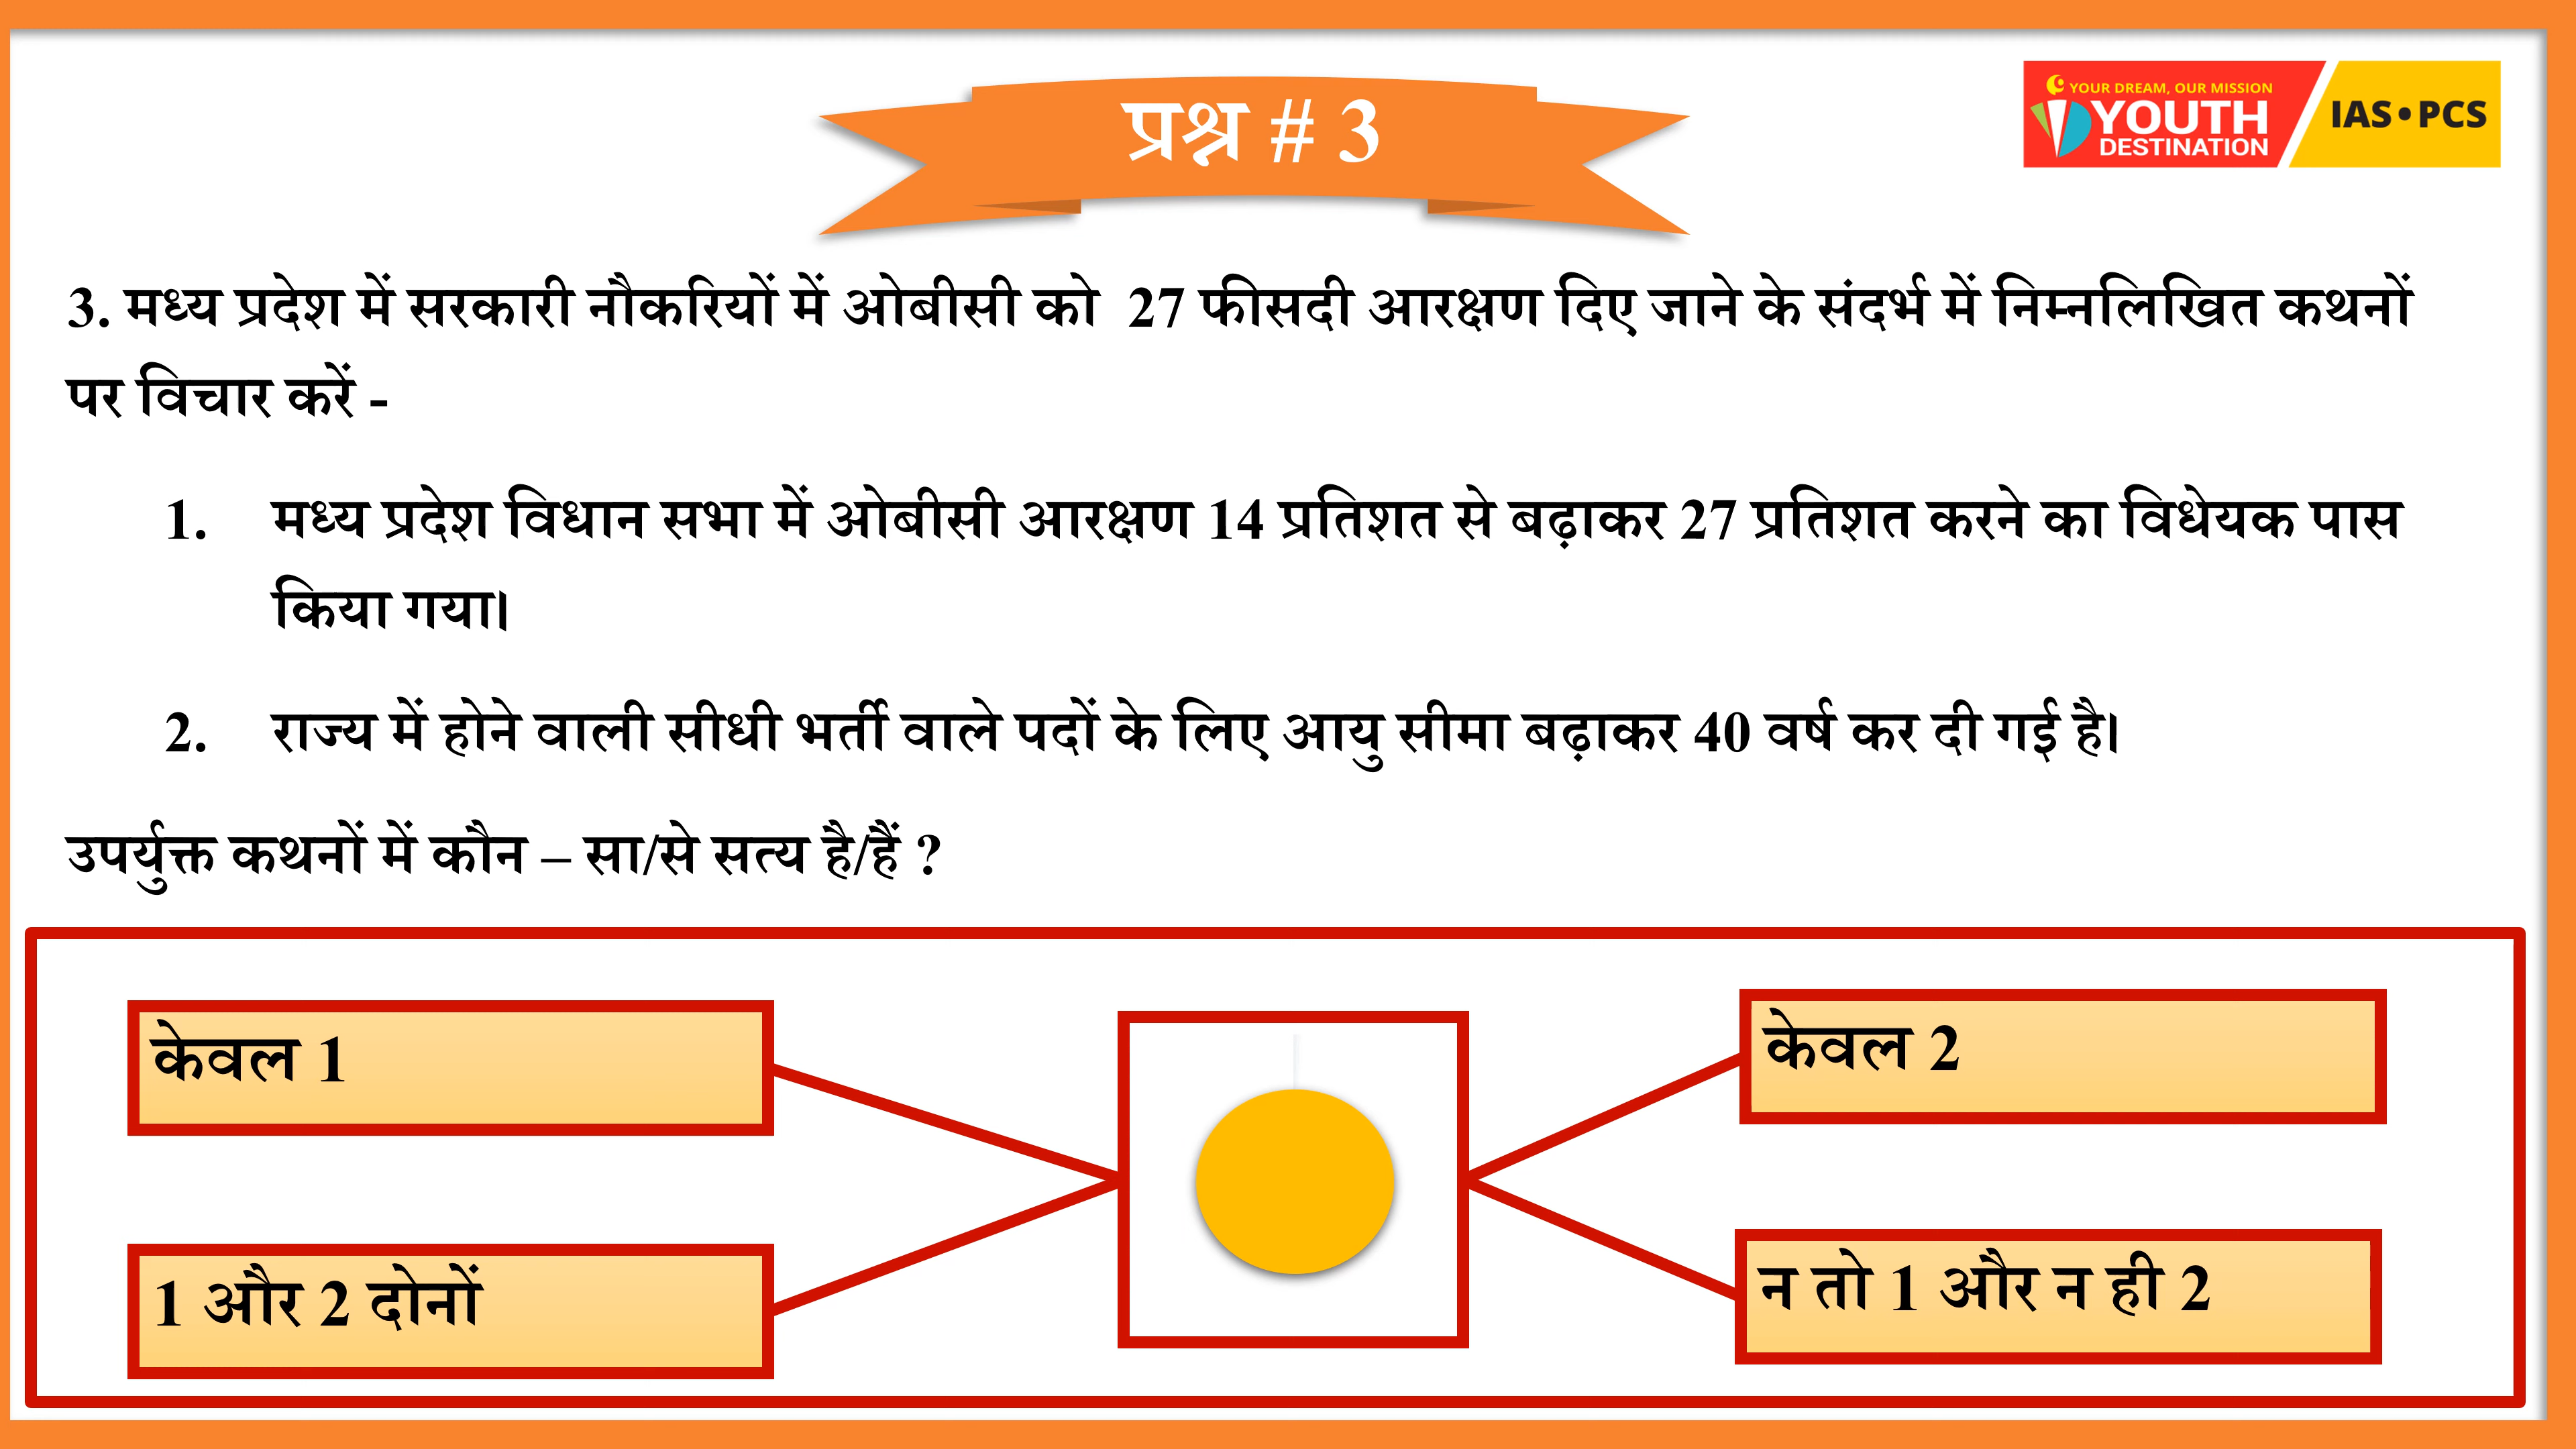 प्रश्न # 3
YOUR DREAM, OUR MISSION
YOUTH
DESTINATION
IAS•PCS
3. मध्य प्रदेश में सरकारी नौकरियों में ओबीसी को 27 फीसदी आरक्षण दिए जाने के संदर्भ में निम्नलिखित कथनों
पर विचार करें -
1. मध्य प्रदेश विधान सभा में ओबीसी आरक्षण 14 प्रतिशत से बढ़ाकर 27 प्रतिशत करने का विधेयक पास
किया गया।
2. राज्य में होने वाली सीधी भर्ती वाले पदों के लिए आयु सीमा बढ़ाकर 40 वर्ष कर दी गई है।
उपर्युक्त कथनों में कौन – सा/से सत्य है/हैं ?
केवल 1
केवल 2
1 और 2 दोनों
न तो 1 और न ही 2